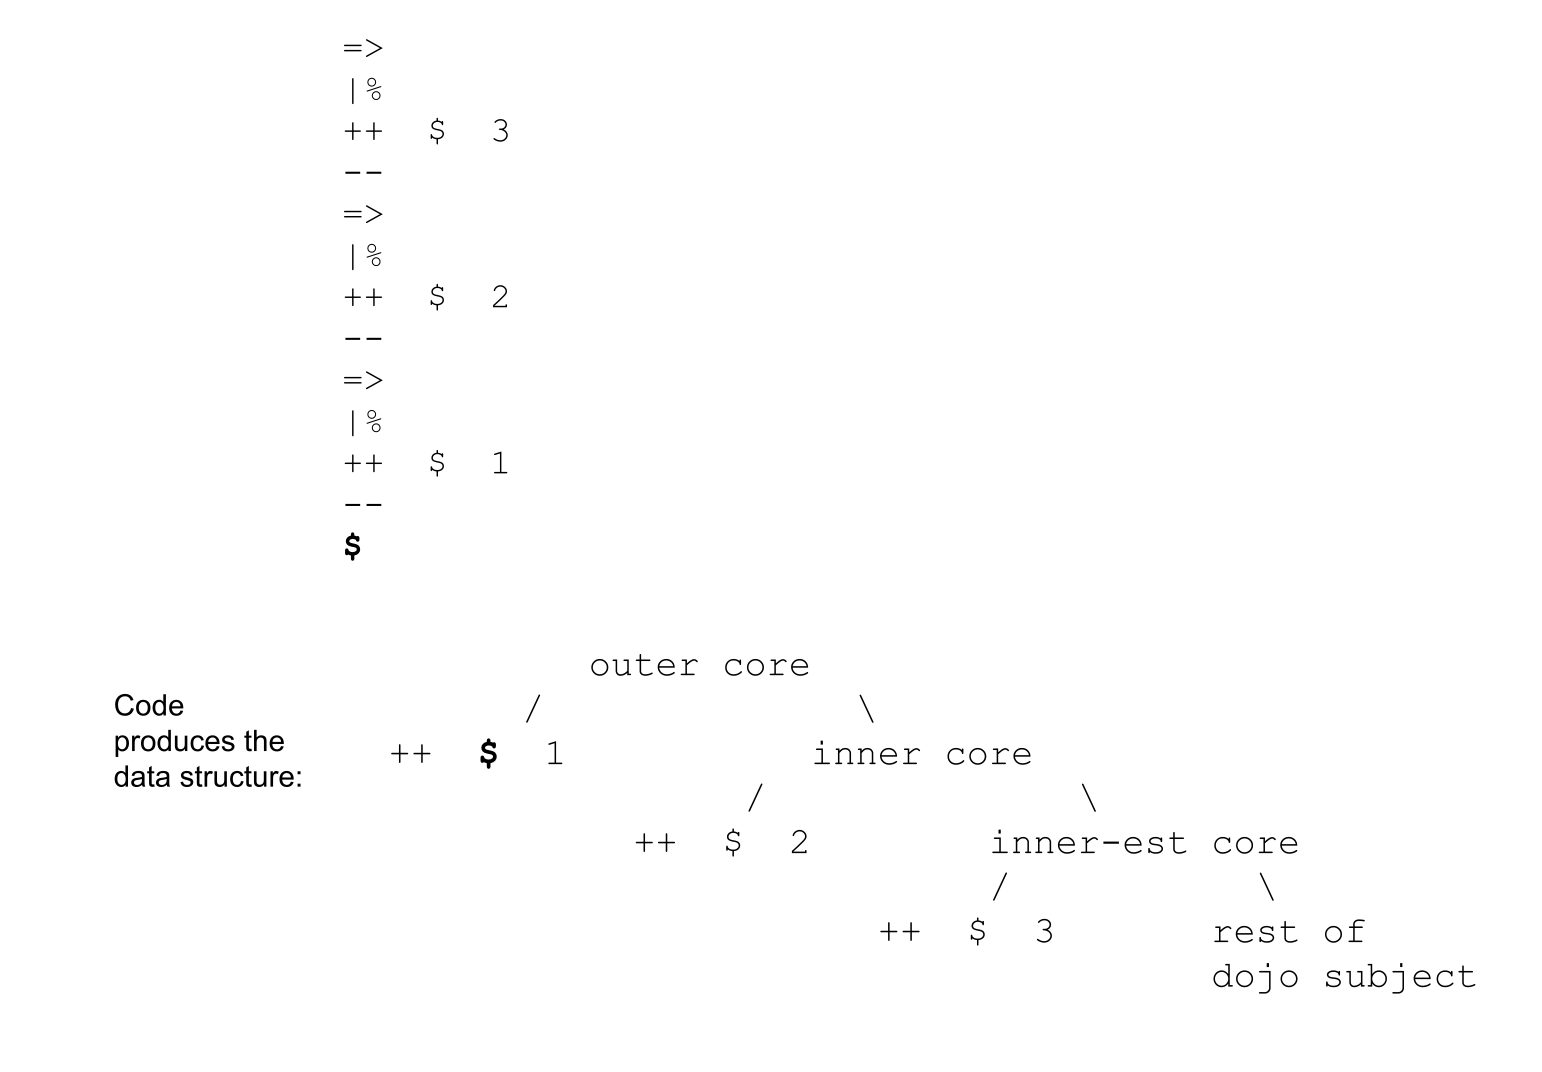 =>
|%
++  $  3
--
=>
|%
++  $  2
--
=>
|%
++  $  1
--
$
outer core
/ \
Code
produces the
data structure:
++  $  1 inner core
/ \
++  $  2 inner-est core
/ \
++  $  3 rest of
dojo subject